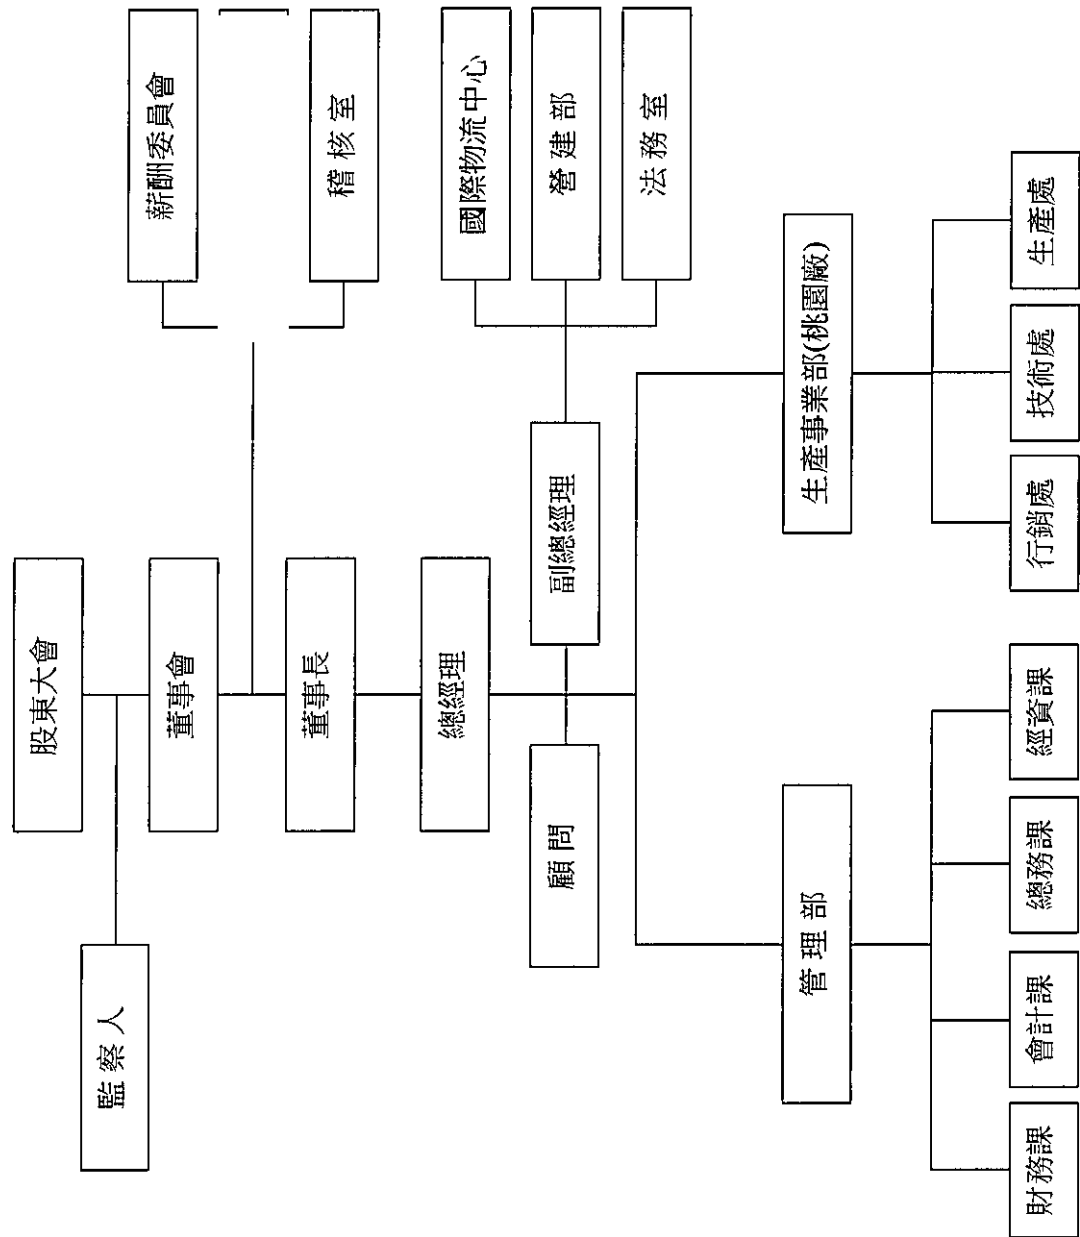 股東大會
監察人
董事會
薪酬委員會
稽核室
董事長
總經理
顧問
副總經理
國際物流中心
營建部
法務室
管理部
生產事業部(桃園廠)
財務課
會計課
總務課
經資課
行銷處
技術處
生產處